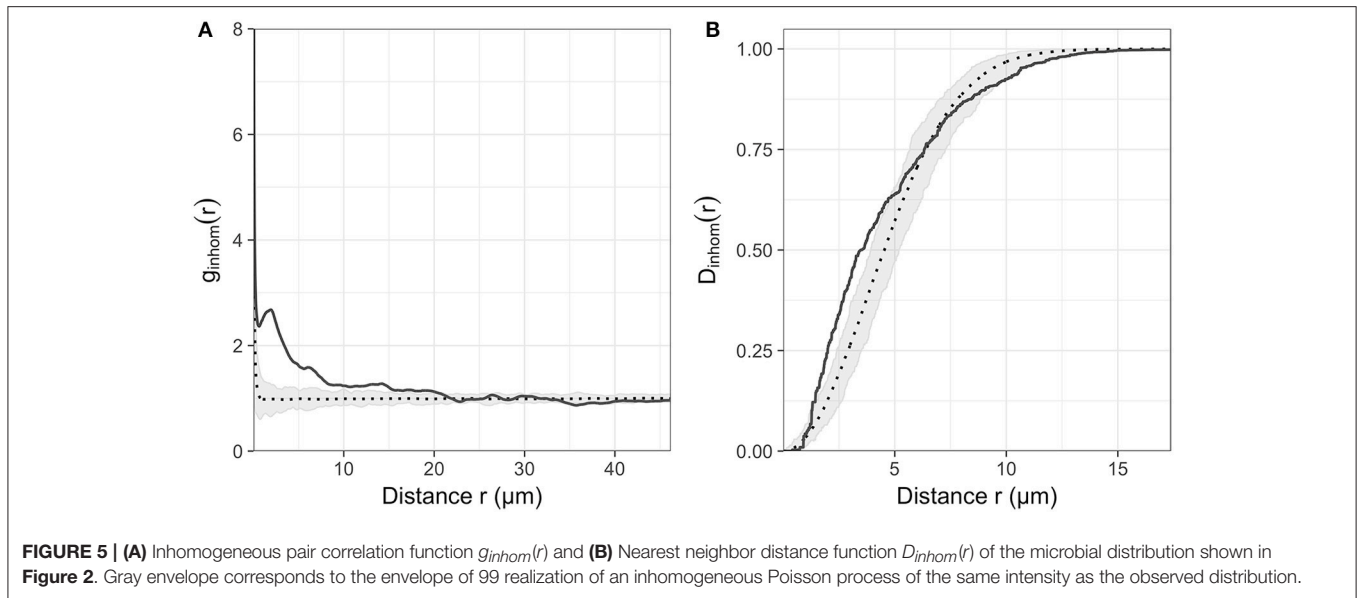 A
8
6
4
2
0
g_inhom(r)
10
20
30
40
Distance r (µm)
B
1.00
0.75
0.50
0.25
0.00
D_inhom(r)
5
10
15
Distance r (µm)
FIGURE 5 | (A) Inhomogeneous pair correlation function g_inhom(r) and (B) Nearest neighbor distance function D_inhom(r) of the microbial distribution shown in
Figure 2. Gray envelope corresponds to the envelope of 99 realization of an inhomogeneous Poisson process of the same intensity as the observed distribution.